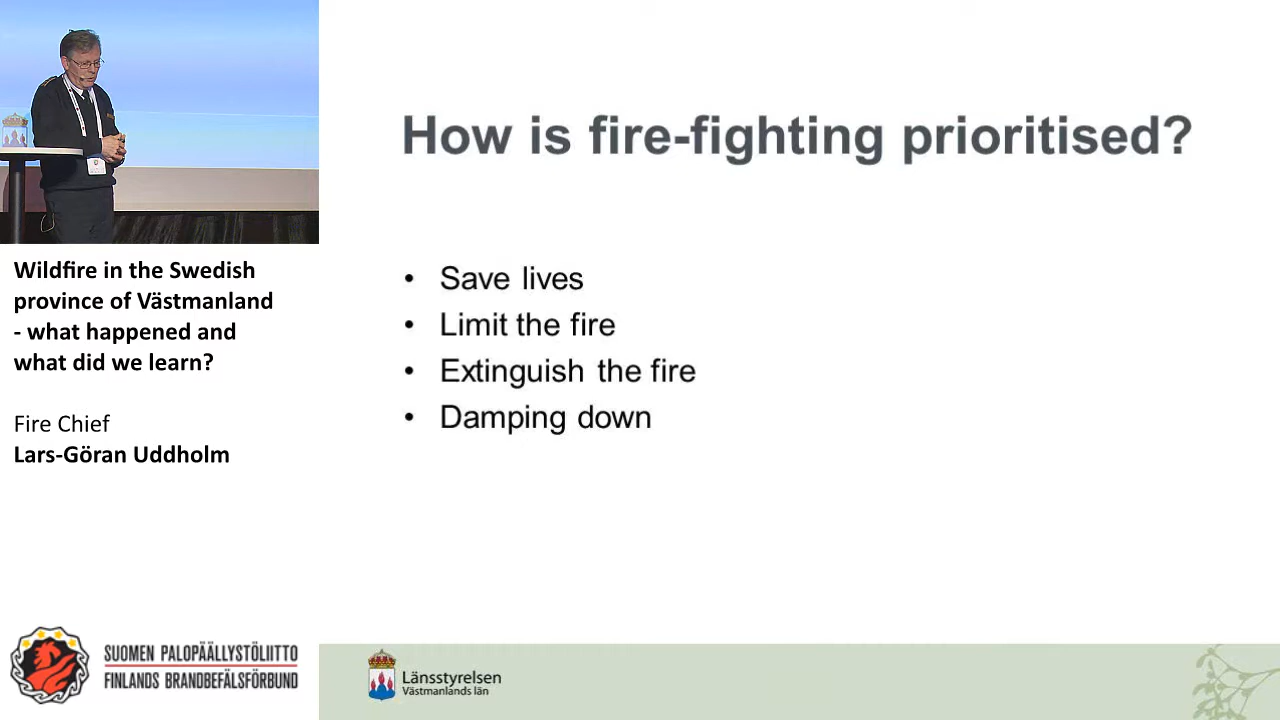 How is fire-fighting prioritised?
• Save lives
• Limit the fire
• Extinguish the fire
• Damping down
Wildfire in the Swedish
province of Västmanland
- what happened and
what did we learn?
Fire Chief
Lars-Göran Uddholm
SUOMEN PALOPÄÄLLYSTÖLIITTO
FINLANDS BRANDBEFÄLSFÖRBUND
Länsstyrelsen
Västmanlands län